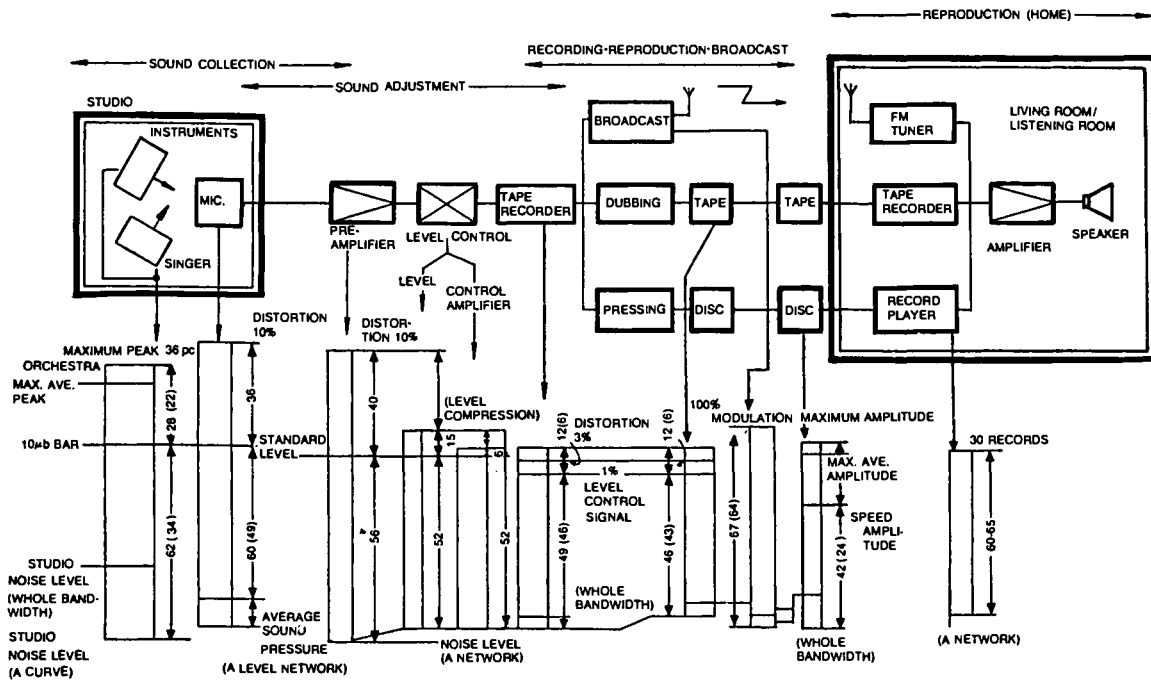 REPRODUCTION (HOME)
RECORDING-REPRODUCTION-BROADCAST
SOUND COLLECTION
SOUND ADJUSTMENT
STUDIO
INSTRUMENTS
MIC.
SINGER
PRE-
AMPLIFIER
LEVEL CONTROL
LEVEL
CONTROL
AMPLIFIER
TAPE
RECORDER
BROADCAST
DUBBING
TAPE
TAPE
PRESSING
DISC
DISC
FM
TUNER
LIVING ROOM/
LISTENING ROOM
TAPE
RECORDER
AMPLIFIER
SPEAKER
RECORD
PLAYER
DISTORTION
10%
MAXIMUM PEAK 36 pc
ORCHESTRA
MAX. AVE.
PEAK
28 (22)
36
10μb BAR
STANDARD
LEVEL
62 (34)
60 (49)
STUDIO
NOISE LEVEL
(WHOLE BAND-
WIDTH)
STUDIO
NOISE LEVEL
(A CURVE)
AVERAGE
SOUND
PRESSURE
(A LEVEL NETWORK)
DISTOR-
TION 10%
40
56
(LEVEL
COMPRESSION)
15
6
52
52
NOISE LEVEL
(A NETWORK)
12(6)
DISTORTION
3%
1%
LEVEL
CONTROL
SIGNAL
49 (46)
12 (6)
46 (43)
(WHOLE
BANDWIDTH)
100%
MODULATION
67 (64)
MAXIMUM AMPLITUDE
MAX. AVE.
AMPLITUDE
SPEED
AMPLI-
TUDE
42 (24)
(WHOLE
BANDWIDTH)
30 RECORDS
60-65
(A NETWORK)